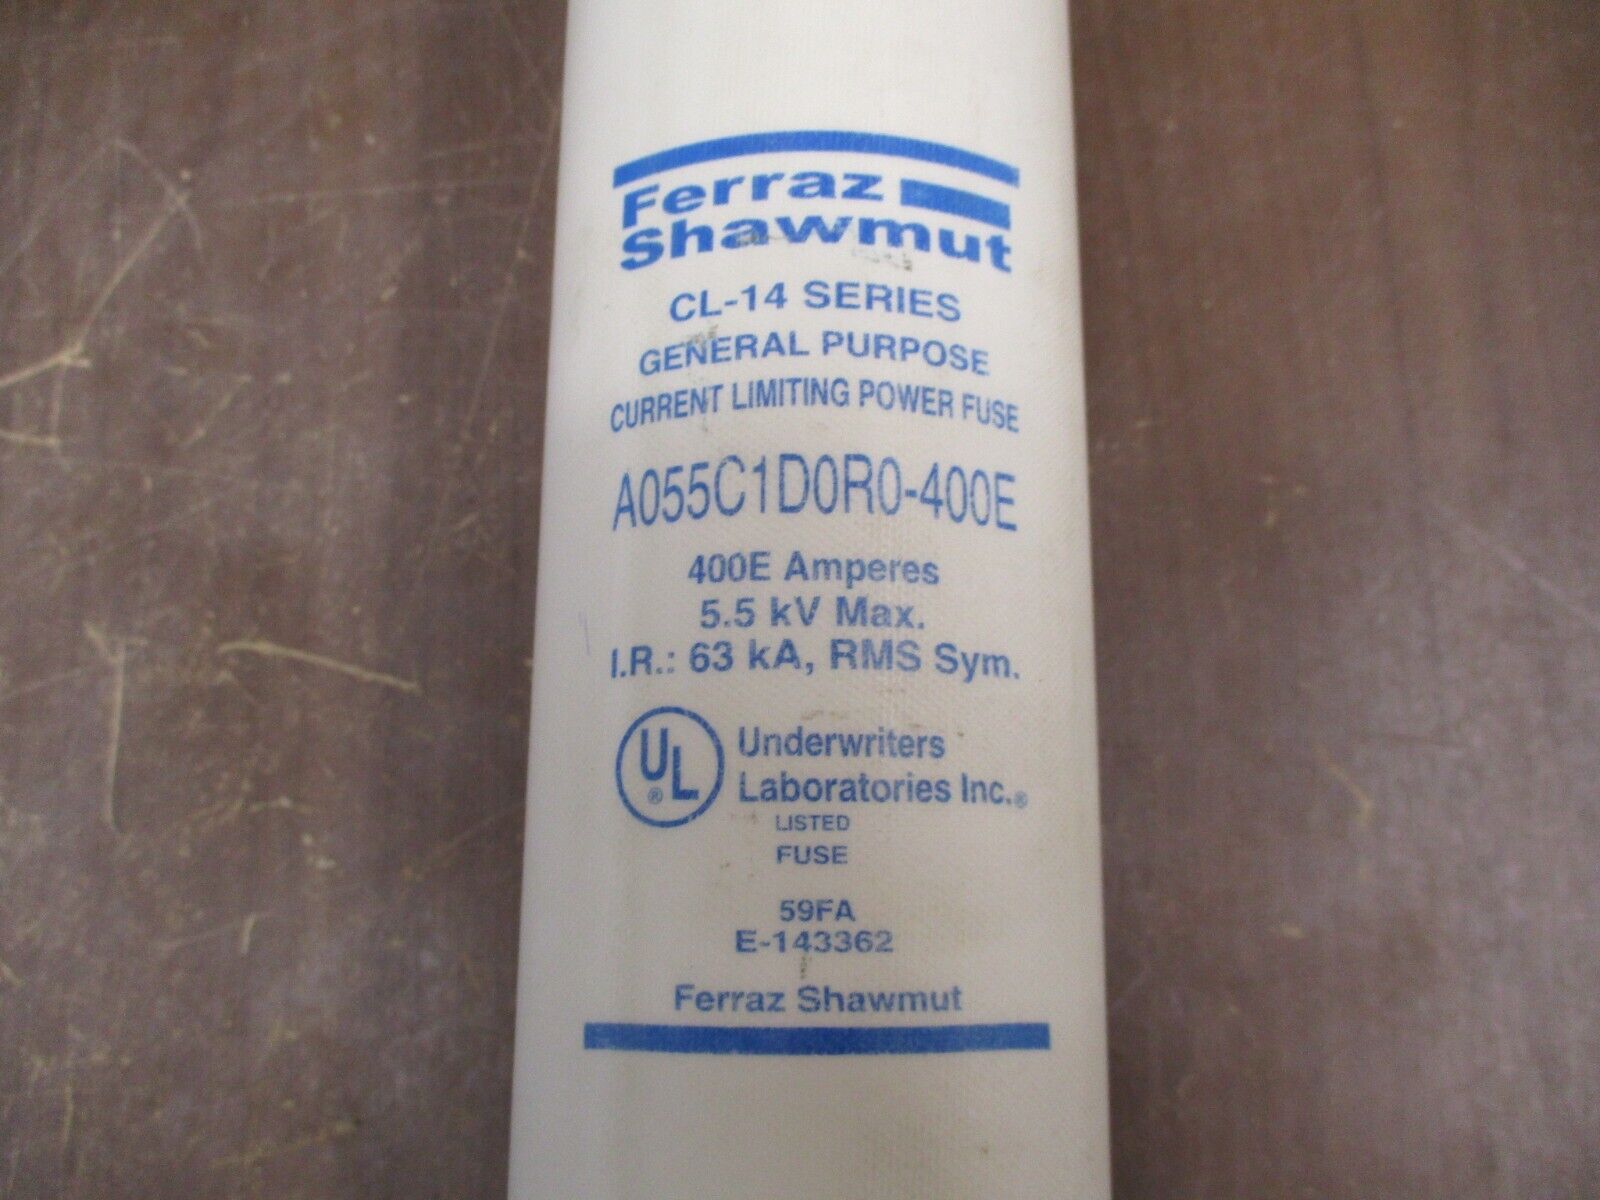 Ferraz
Shawmut
CL-14 SERIES
GENERAL PURPOSE
CURRENT LIMITING POWER FUSE
A055C1D0R0-400E
400E Amperes
5.5 kV Max.
I.R.: 63 kA, RMS Sym.
UL®
Underwriters
Laboratories Inc.®
LISTED
FUSE
59FA
E-143362
Ferraz Shawmut